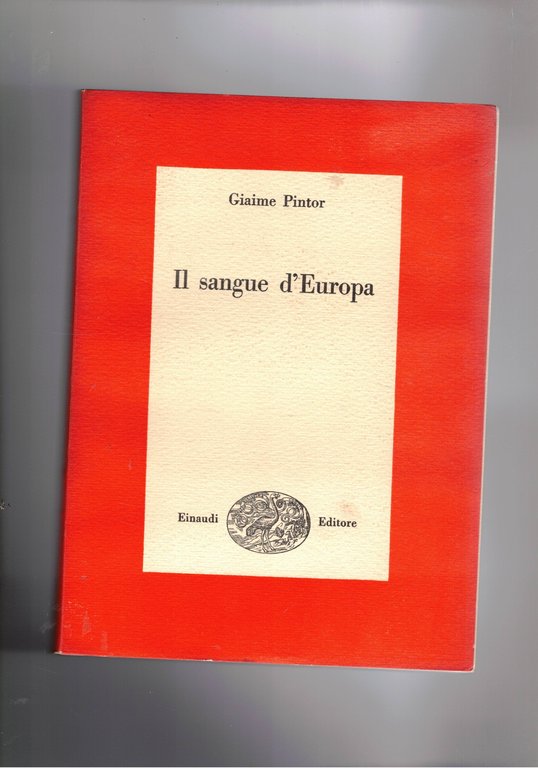 Giaime Pintor
Il sangue d'Europa
Einaudi Editore